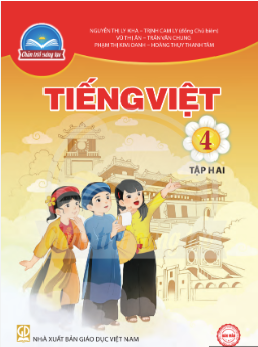 NGUYỄN THỊ LY KHA – TRỊNH CAM LY (đồng Chủ biên)
VŨ THỊ ÂN – TRẦN VĂN CHUNG
PHẠM THỊ KIM OANH – HOÀNG THỤY THANH TÂM
Chân trời sáng tạo
TIẾNG VIỆT
4
TẬP HAI
NHÀ XUẤT BẢN GIÁO DỤC VIỆT NAM